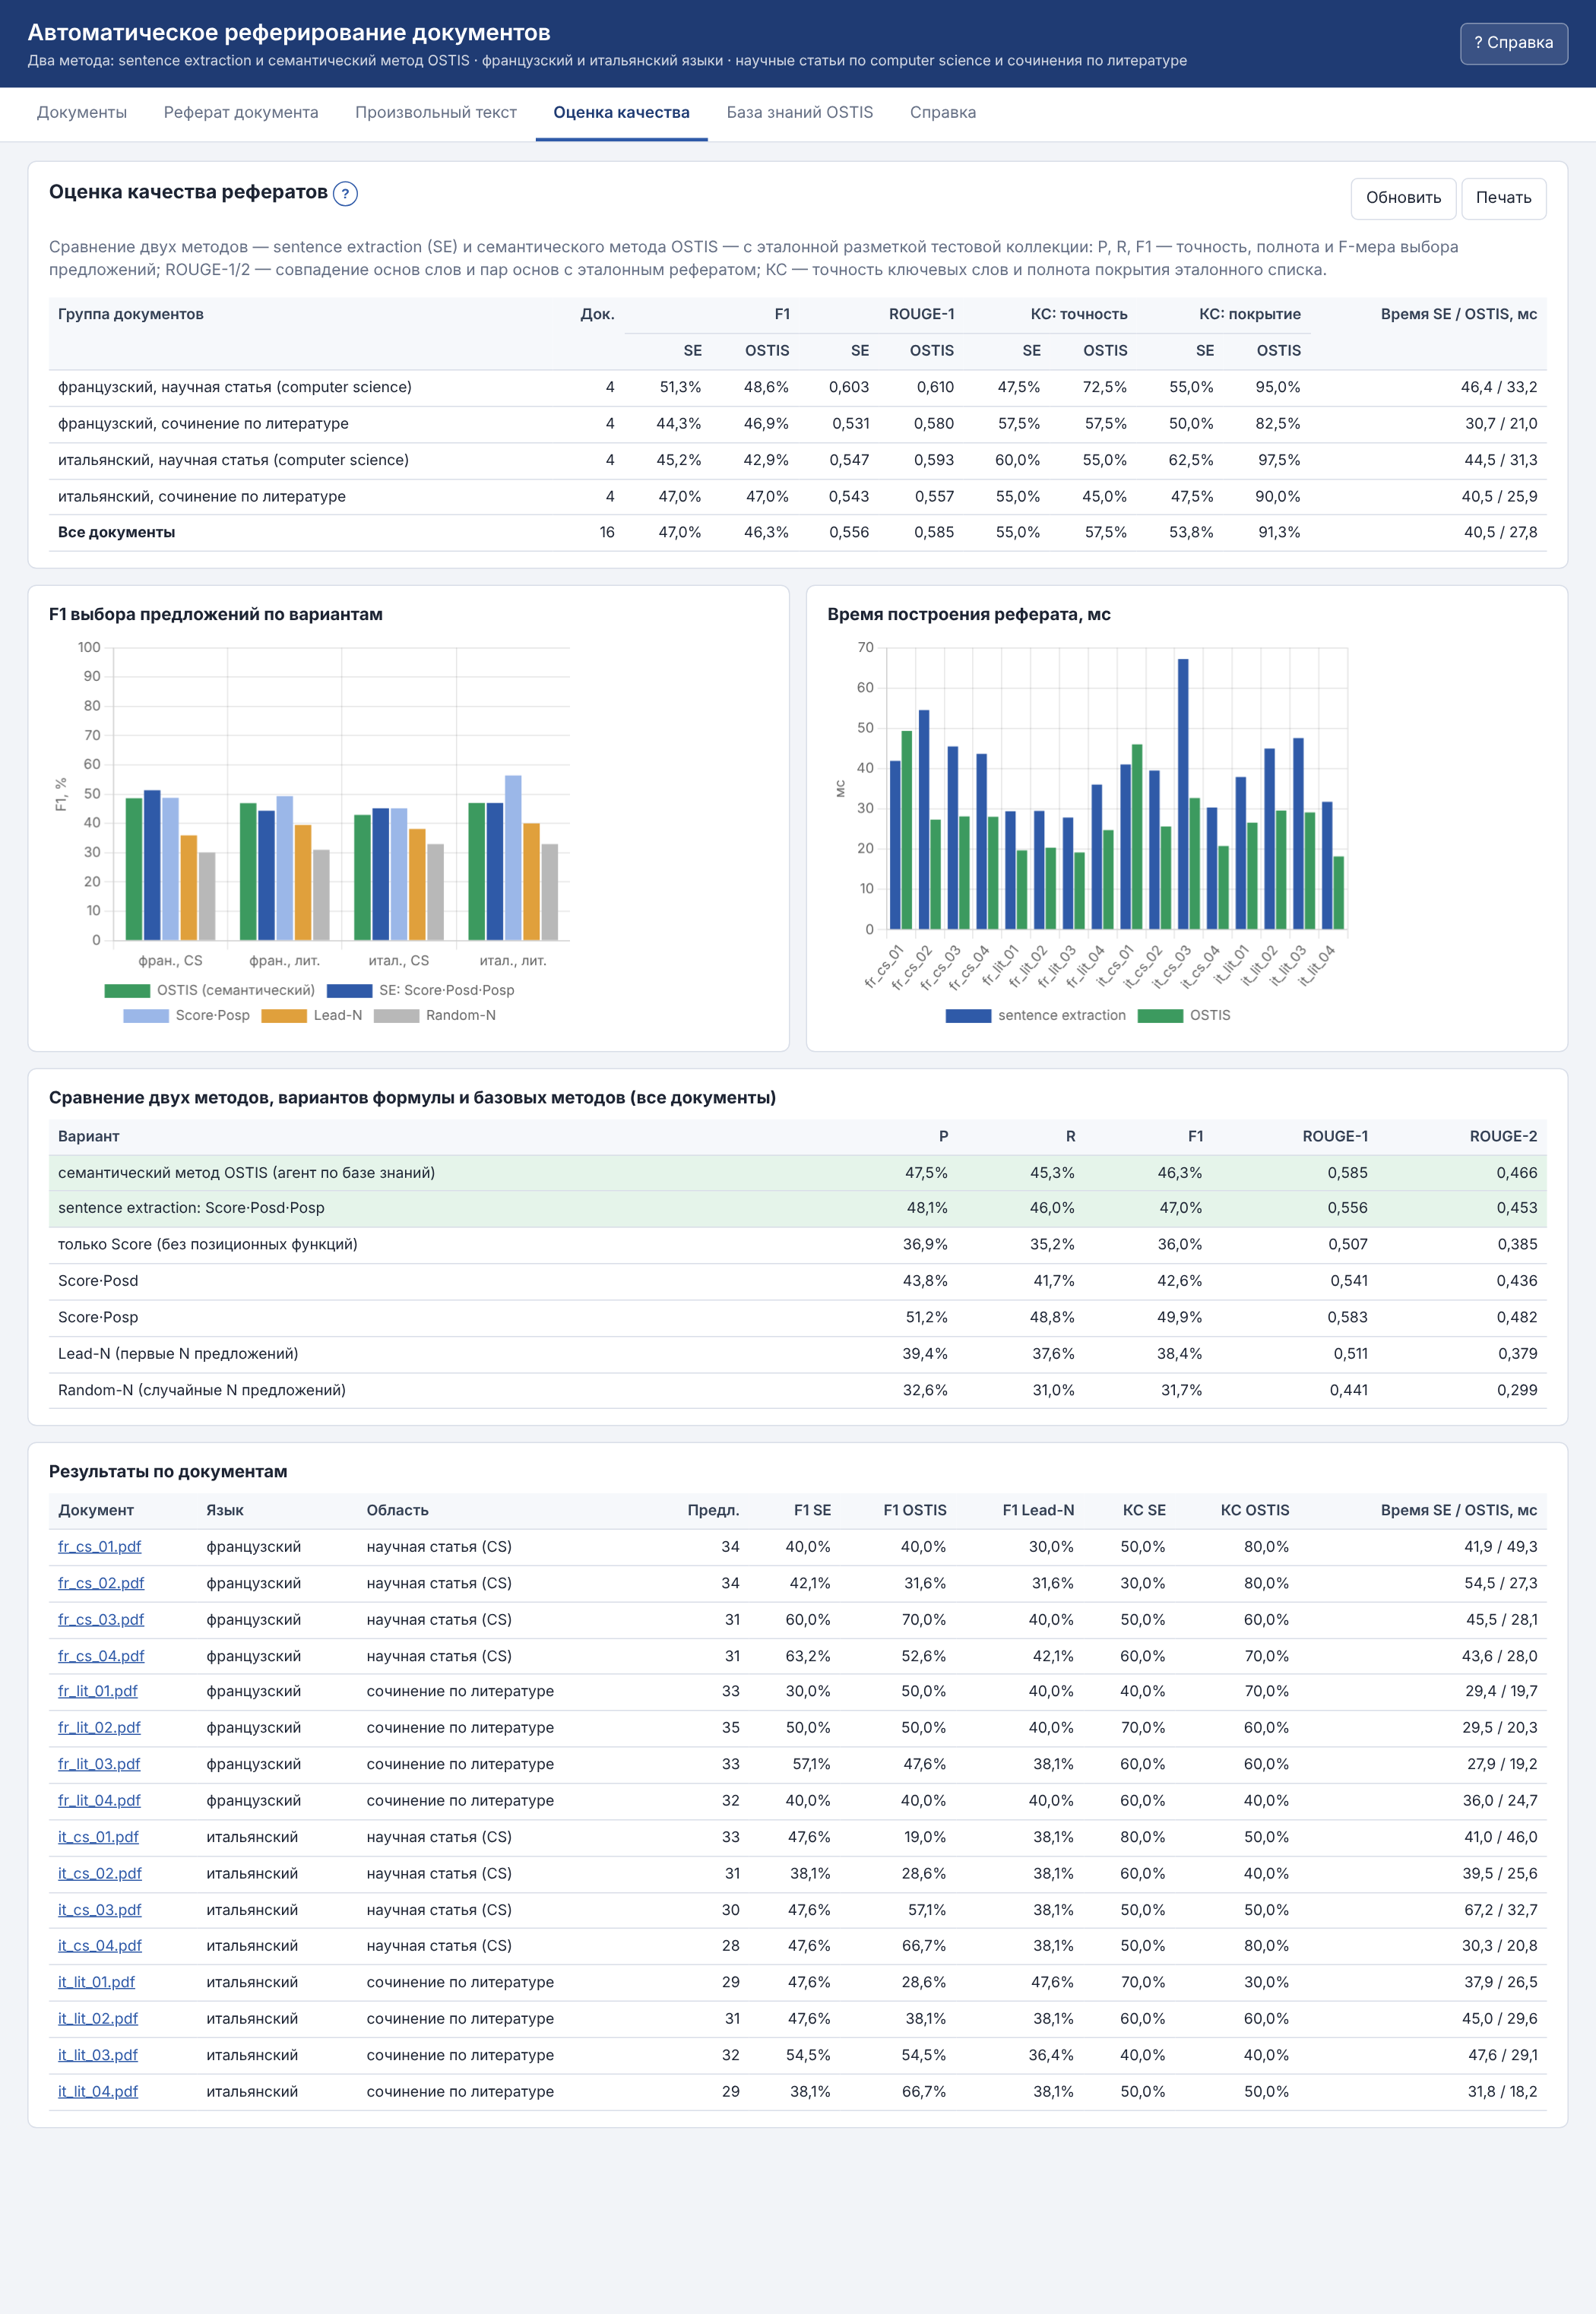 Автоматическое реферирование документов
Два метода: sentence extraction и семантический метод OSTIS · французский и итальянский языки · научные статьи по computer science и сочинения по литературе
? Справка
Документы Реферат документа Произвольный текст Оценка качества База знаний OSTIS Справка
Оценка качества рефератов ?
Обновить Печать
Сравнение двух методов — sentence extraction (SE) и семантического метода OSTIS — с эталонной разметкой тестовой коллекции: P, R, F1 — точность, полнота и F-мера выбора
предложений; ROUGE-1/2 — совпадение основ слов и пар основ с эталонным рефератом; КС — точность ключевых слов и полнота покрытия эталонного списка.
Группа документов Док. F1 ROUGE-1 КС: точность КС: покрытие Время SE / OSTIS, мс
SE OSTIS SE OSTIS SE OSTIS SE OSTIS
французский, научная статья (computer science) 4 51,3% 48,6% 0,603 0,610 47,5% 72,5% 55,0% 95,0% 46,4 / 33,2
французский, сочинение по литературе 4 44,3% 46,9% 0,531 0,580 57,5% 57,5% 50,0% 82,5% 30,7 / 21,0
итальянский, научная статья (computer science) 4 45,2% 42,9% 0,547 0,593 60,0% 55,0% 62,5% 97,5% 44,5 / 31,3
итальянский, сочинение по литературе 4 47,0% 47,0% 0,543 0,557 55,0% 45,0% 47,5% 90,0% 40,5 / 25,9
Все документы 16 47,0% 46,3% 0,556 0,585 55,0% 57,5% 53,8% 91,3% 40,5 / 27,8
F1 выбора предложений по вариантам
100
90
80
70
60
50
40
30
20
10
0
F1, %
фран., CS фран., лит. итал., CS итал., лит.
OSTIS (семантический) SE: Score·Posd·Posp
Score·Posp Lead-N Random-N
Время построения реферата, мс
70
60
50
40
30
20
10
0
мс
fr_cs_01 fr_cs_02 fr_cs_03 fr_cs_04 fr_lit_01 fr_lit_02 fr_lit_03 fr_lit_04 it_cs_01 it_cs_02 it_cs_03 it_cs_04 it_lit_01 it_lit_02 it_lit_03 it_lit_04
sentence extraction OSTIS
Сравнение двух методов, вариантов формулы и базовых методов (все документы)
Вариант P R F1 ROUGE-1 ROUGE-2
семантический метод OSTIS (агент по базе знаний) 47,5% 45,3% 46,3% 0,585 0,466
sentence extraction: Score·Posd·Posp 48,1% 46,0% 47,0% 0,556 0,453
только Score (без позиционных функций) 36,9% 35,2% 36,0% 0,507 0,385
Score·Posd 43,8% 41,7% 42,6% 0,541 0,436
Score·Posp 51,2% 48,8% 49,9% 0,583 0,482
Lead-N (первые N предложений) 39,4% 37,6% 38,4% 0,511 0,379
Random-N (случайные N предложений) 32,6% 31,0% 31,7% 0,441 0,299
Результаты по документам
Документ Язык Область Предл. F1 SE F1 OSTIS F1 Lead-N КС SE КС OSTIS Время SE / OSTIS, мс
fr_cs_01.pdf французский научная статья (CS) 34 40,0% 40,0% 30,0% 50,0% 80,0% 41,9 / 49,3
fr_cs_02.pdf французский научная статья (CS) 34 42,1% 31,6% 31,6% 30,0% 80,0% 54,5 / 27,3
fr_cs_03.pdf французский научная статья (CS) 31 60,0% 70,0% 40,0% 50,0% 60,0% 45,5 / 28,1
fr_cs_04.pdf французский научная статья (CS) 31 63,2% 52,6% 42,1% 60,0% 70,0% 43,6 / 28,0
fr_lit_01.pdf французский сочинение по литературе 33 30,0% 50,0% 40,0% 40,0% 70,0% 29,4 / 19,7
fr_lit_02.pdf французский сочинение по литературе 35 50,0% 50,0% 40,0% 70,0% 60,0% 29,5 / 20,3
fr_lit_03.pdf французский сочинение по литературе 33 57,1% 47,6% 38,1% 60,0% 60,0% 27,9 / 19,2
fr_lit_04.pdf французский сочинение по литературе 32 40,0% 40,0% 40,0% 60,0% 40,0% 36,0 / 24,7
it_cs_01.pdf итальянский научная статья (CS) 33 47,6% 19,0% 38,1% 80,0% 50,0% 41,0 / 46,0
it_cs_02.pdf итальянский научная статья (CS) 31 38,1% 28,6% 38,1% 60,0% 40,0% 39,5 / 25,6
it_cs_03.pdf итальянский научная статья (CS) 30 47,6% 57,1% 38,1% 50,0% 50,0% 67,2 / 32,7
it_cs_04.pdf итальянский научная статья (CS) 28 47,6% 66,7% 38,1% 50,0% 80,0% 30,3 / 20,8
it_lit_01.pdf итальянский сочинение по литературе 29 47,6% 28,6% 47,6% 70,0% 30,0% 37,9 / 26,5
it_lit_02.pdf итальянский сочинение по литературе 31 47,6% 38,1% 38,1% 60,0% 60,0% 45,0 / 29,6
it_lit_03.pdf итальянский сочинение по литературе 32 54,5% 54,5% 36,4% 40,0% 40,0% 47,6 / 29,1
it_lit_04.pdf итальянский сочинение по литературе 29 38,1% 66,7% 38,1% 50,0% 50,0% 31,8 / 18,2